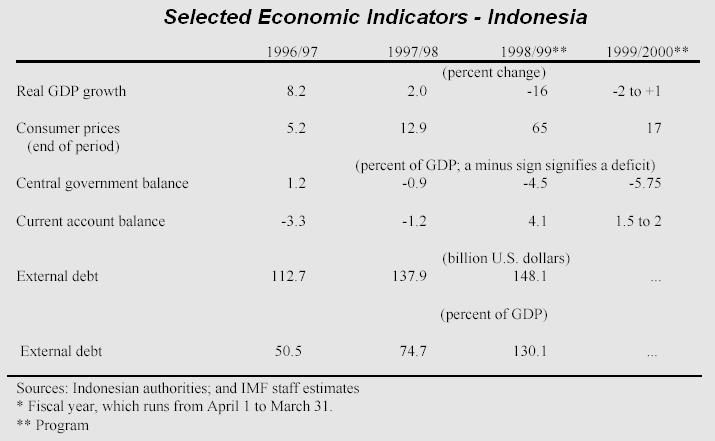 Selected Economic Indicators - Indonesia
1996/97 1997/98 1998/99** 1999/2000**
(percent change)
Real GDP growth 8.2 2.0 -16 -2 to +1
Consumer prices 5.2 12.9 65 17
(end of period)
(percent of GDP; a minus sign signifies a deficit)
Central government balance 1.2 -0.9 -4.5 -5.75
Current account balance -3.3 -1.2 4.1 1.5 to 2
(billion U.S. dollars)
External debt 112.7 137.9 148.1 ...
(percent of GDP)
External debt 50.5 74.7 130.1 ...
Sources: Indonesian authorities; and IMF staff estimates
* Fiscal year, which runs from April 1 to March 31.
** Program